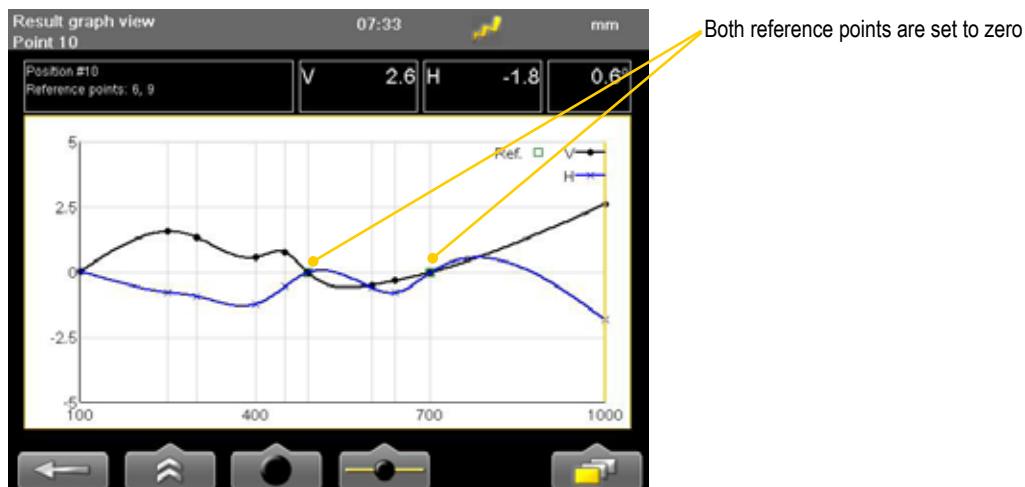 Result graph view 07:33 mm
Point 10
Both reference points are set to zero
Position #10
Reference points: 6, 9
V 2.6 H -1.8 0.6°
5
Ref. V
H
2.5
0
-2.5
-5
100 400 700 1000